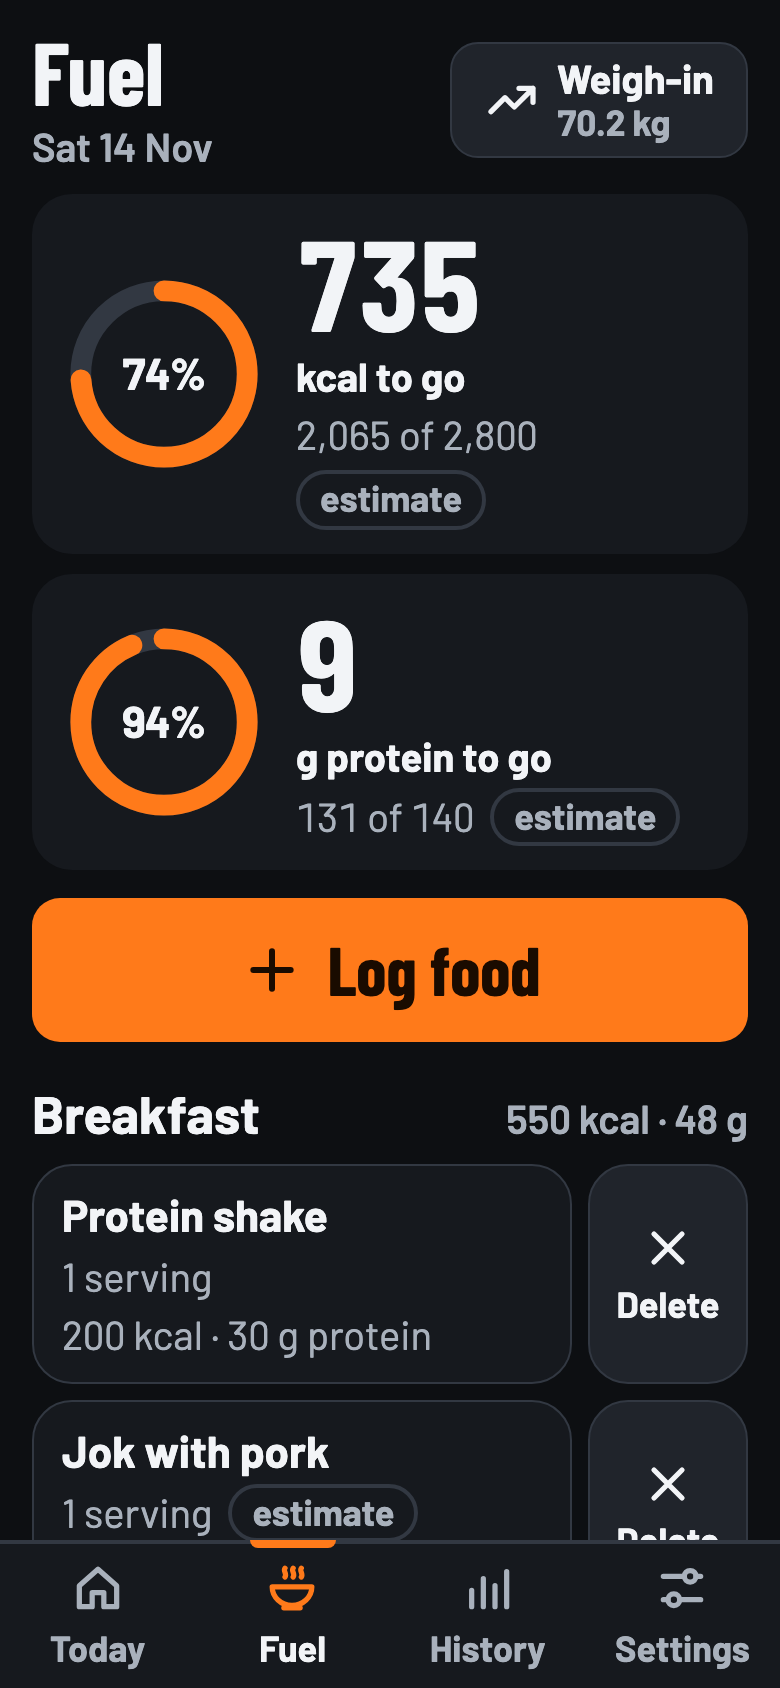 Fuel
Sat 14 Nov
Weigh-in
70.2 kg
74%
735
kcal to go
2,065 of 2,800
estimate
94%
9
g protein to go
131 of 140 estimate
Log food
Breakfast
550 kcal · 48 g
Protein shake
1 serving
200 kcal · 30 g protein
Delete
Jok with pork
1 serving estimate
Delete
Today
Fuel
History
Settings